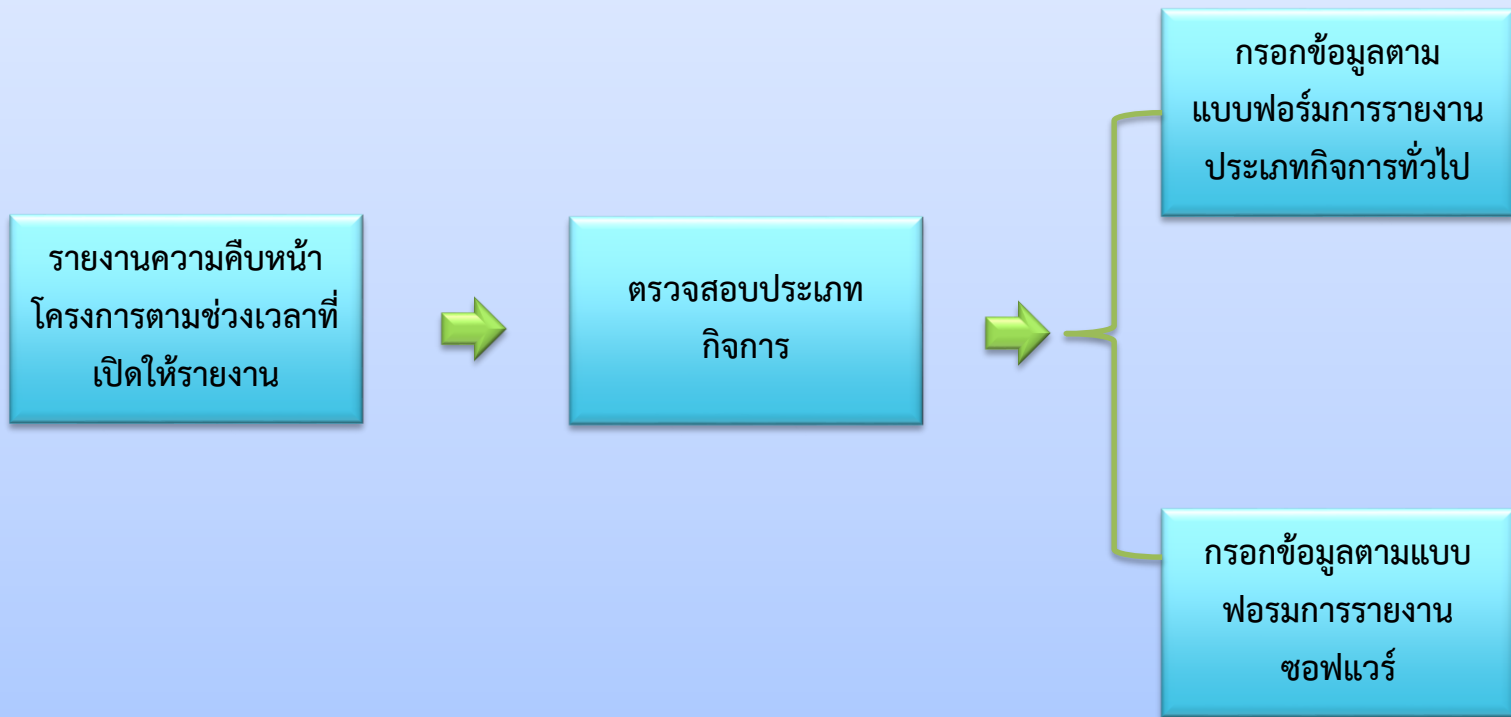 รายงานความคืบหน้า
โครงการตามช่วงเวลาที่
เปิดให้รายงาน
ตรวจสอบประเภท
กิจการ
กรอกข้อมูลตาม
แบบฟอร์มการรายงาน
ประเภทกิจการทั่วไป
กรอกข้อมูลตามแบบ
ฟอรมการรายงาน
ซอฟแวร์